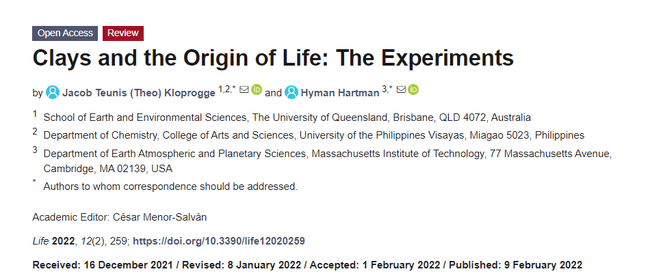 Open Access Review
Clays and the Origin of Life: The Experiments
by Jacob Teunis (Theo) Kloprogge 1,2,* and Hyman Hartman 3,*
1 School of Earth and Environmental Sciences, The University of Queensland, Brisbane, QLD 4072, Australia
2 Department of Chemistry, College of Arts and Sciences, University of the Philippines Visayas, Miagao 5023, Philippines
3 Department of Earth Atmospheric and Planetary Sciences, Massachusetts Institute of Technology, 77 Massachusetts Avenue,
Cambridge, MA 02139, USA
* Authors to whom correspondence should be addressed.
Academic Editor: César Menor-Salván
Life 2022, 12(2), 259; https://doi.org/10.3390/life12020259
Received: 16 December 2021 / Revised: 8 January 2022 / Accepted: 1 February 2022 / Published: 9 February 2022